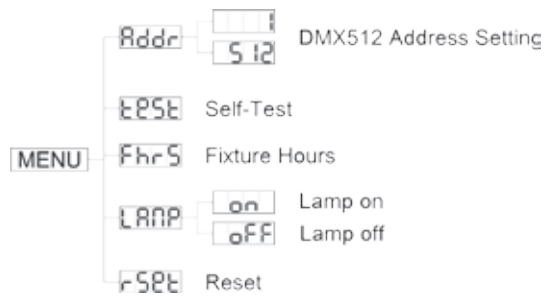 Addr 1
512 DMX512 Address Setting
test Self-Test
MENU FhrS Fixture Hours
LAMP on Lamp on
oFF Lamp off
rSet Reset